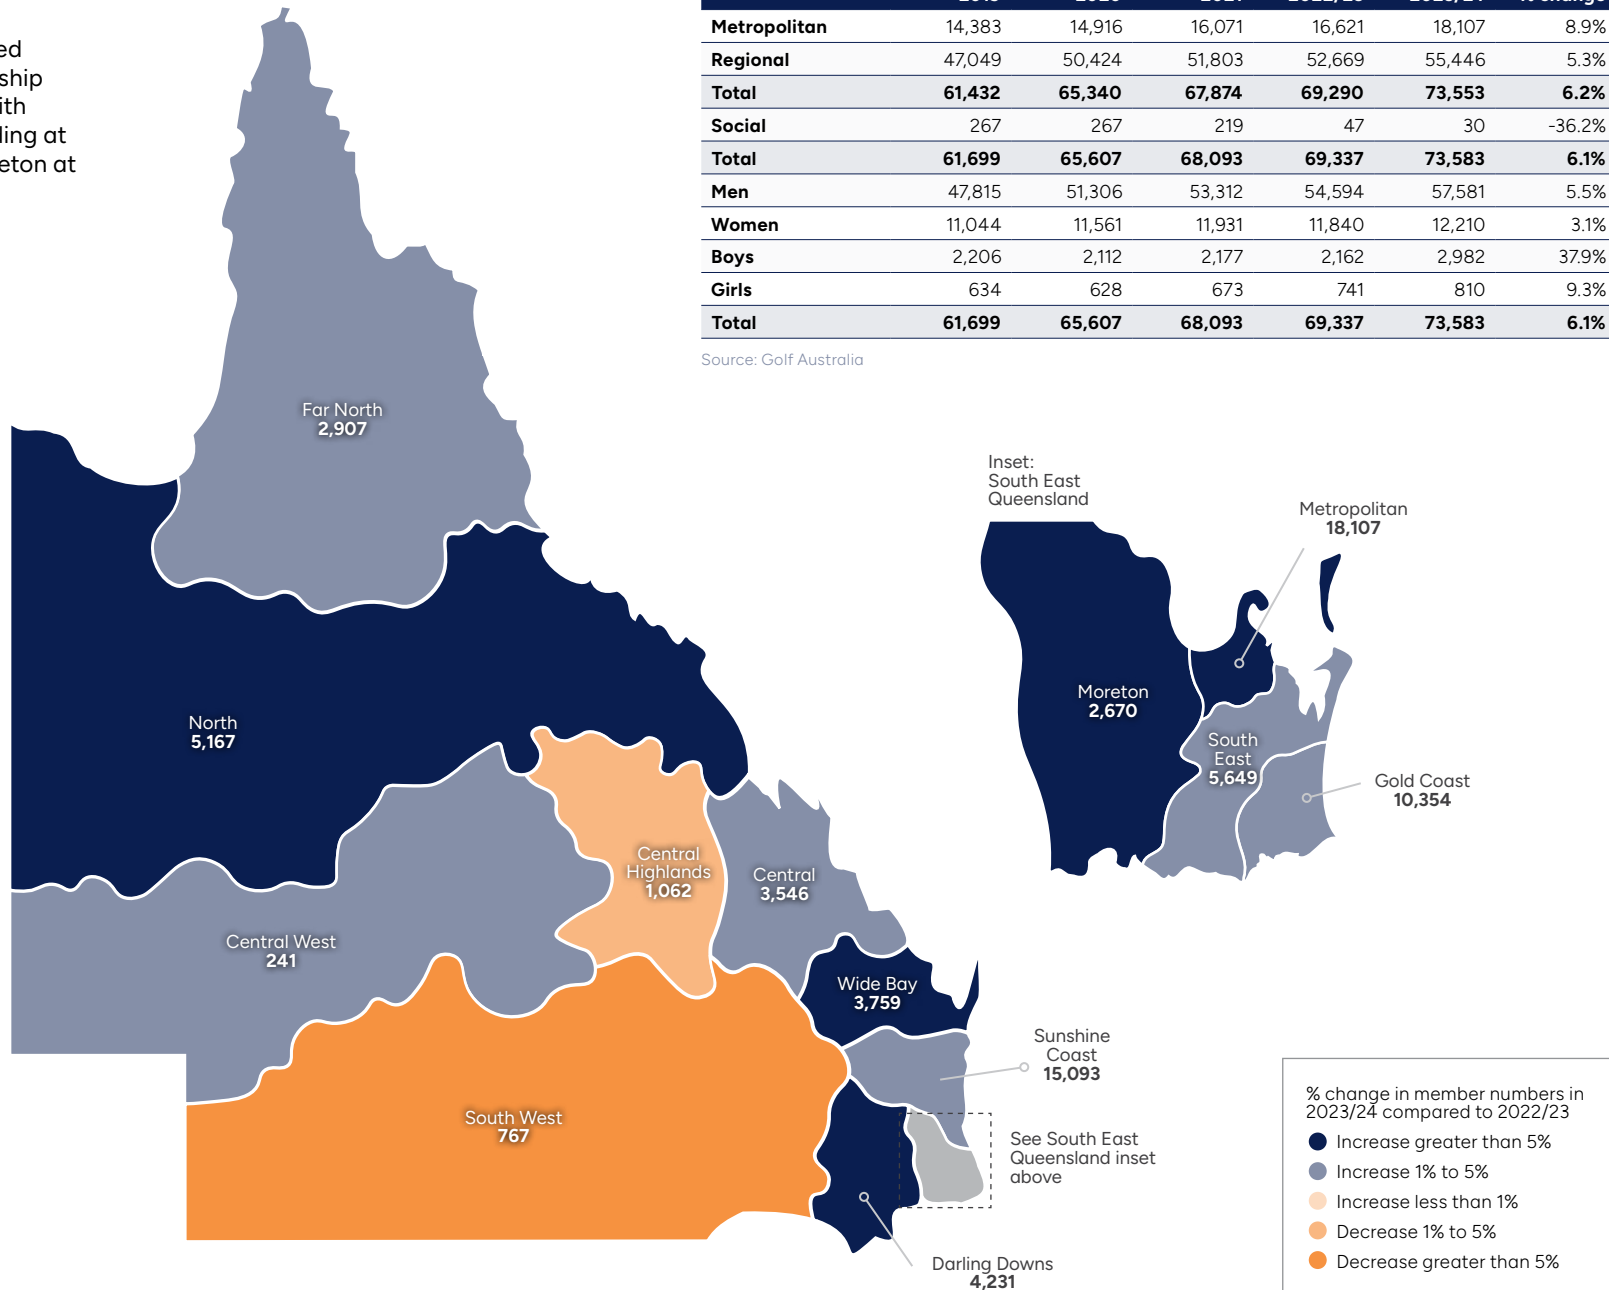 2022/23 2023/24 % change
Metropolitan 14,383 14,916 16,071 16,621 18,107 8.9%
Regional 47,049 50,424 51,803 52,669 55,446 5.3%
Total 61,432 65,340 67,874 69,290 73,553 6.2%
Social 267 267 219 47 30 -36.2%
Total 61,699 65,607 68,093 69,337 73,583 6.1%
Men 47,815 51,306 53,312 54,594 57,581 5.5%
Women 11,044 11,561 11,931 11,840 12,210 3.1%
Boys 2,206 2,112 2,177 2,162 2,982 37.9%
Girls 634 628 673 741 810 9.3%
Total 61,699 65,607 68,093 69,337 73,583 6.1%
Source: Golf Australia
ed
ship
ith
ling at
eton at
Far North
2,907
North
5,167
Central
Highlands
1,062
Central
3,546
Central West
241
Wide Bay
3,759
South West
767
Sunshine
Coast
15,093
See South East
Queensland inset
above
Darling Downs
4,231
Inset:
South East
Queensland
Metropolitan
18,107
Moreton
2,670
South
East
5,649
Gold Coast
10,354
% change in member numbers in
2023/24 compared to 2022/23
Increase greater than 5%
Increase 1% to 5%
Increase less than 1%
Decrease 1% to 5%
Decrease greater than 5%